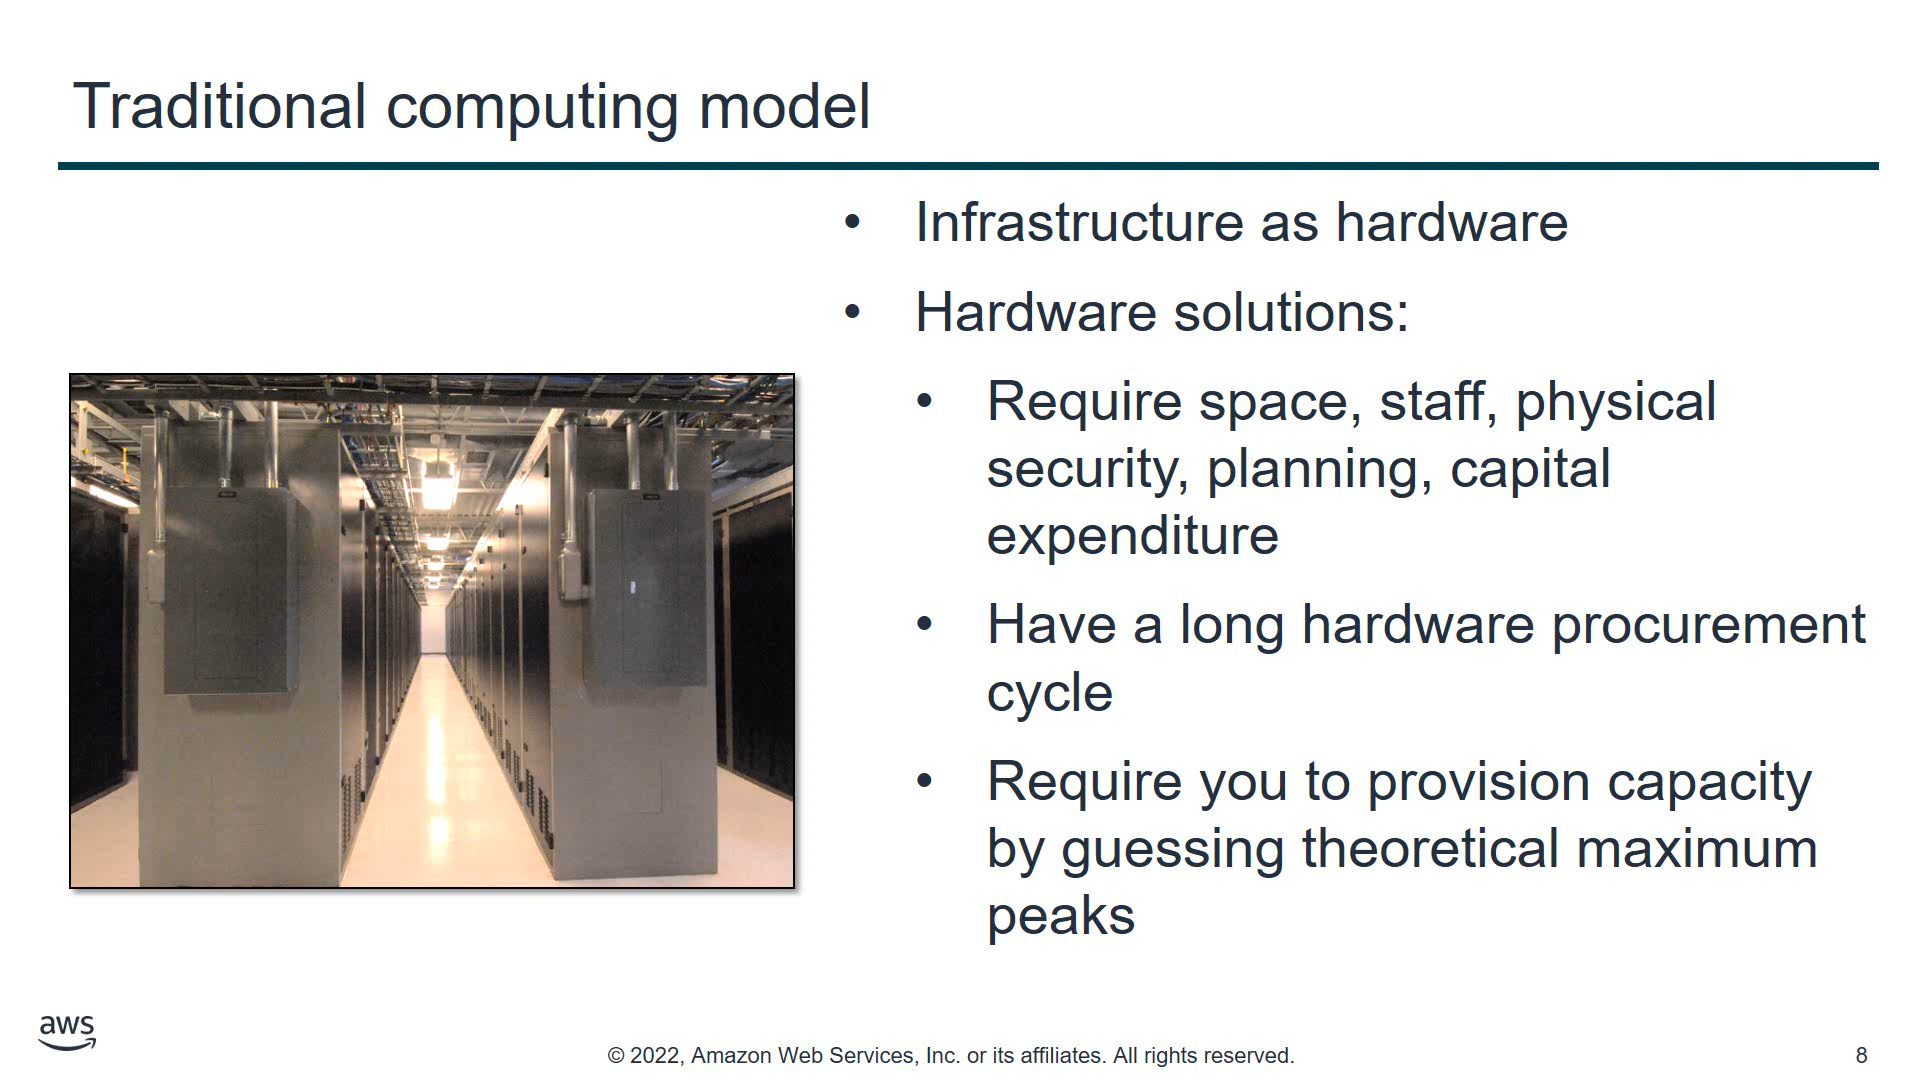 Traditional computing model
• Infrastructure as hardware
• Hardware solutions:
• Require space, staff, physical
security, planning, capital
expenditure
• Have a long hardware procurement
cycle
• Require you to provision capacity
by guessing theoretical maximum
peaks
aws
© 2022, Amazon Web Services, Inc. or its affiliates. All rights reserved.
8